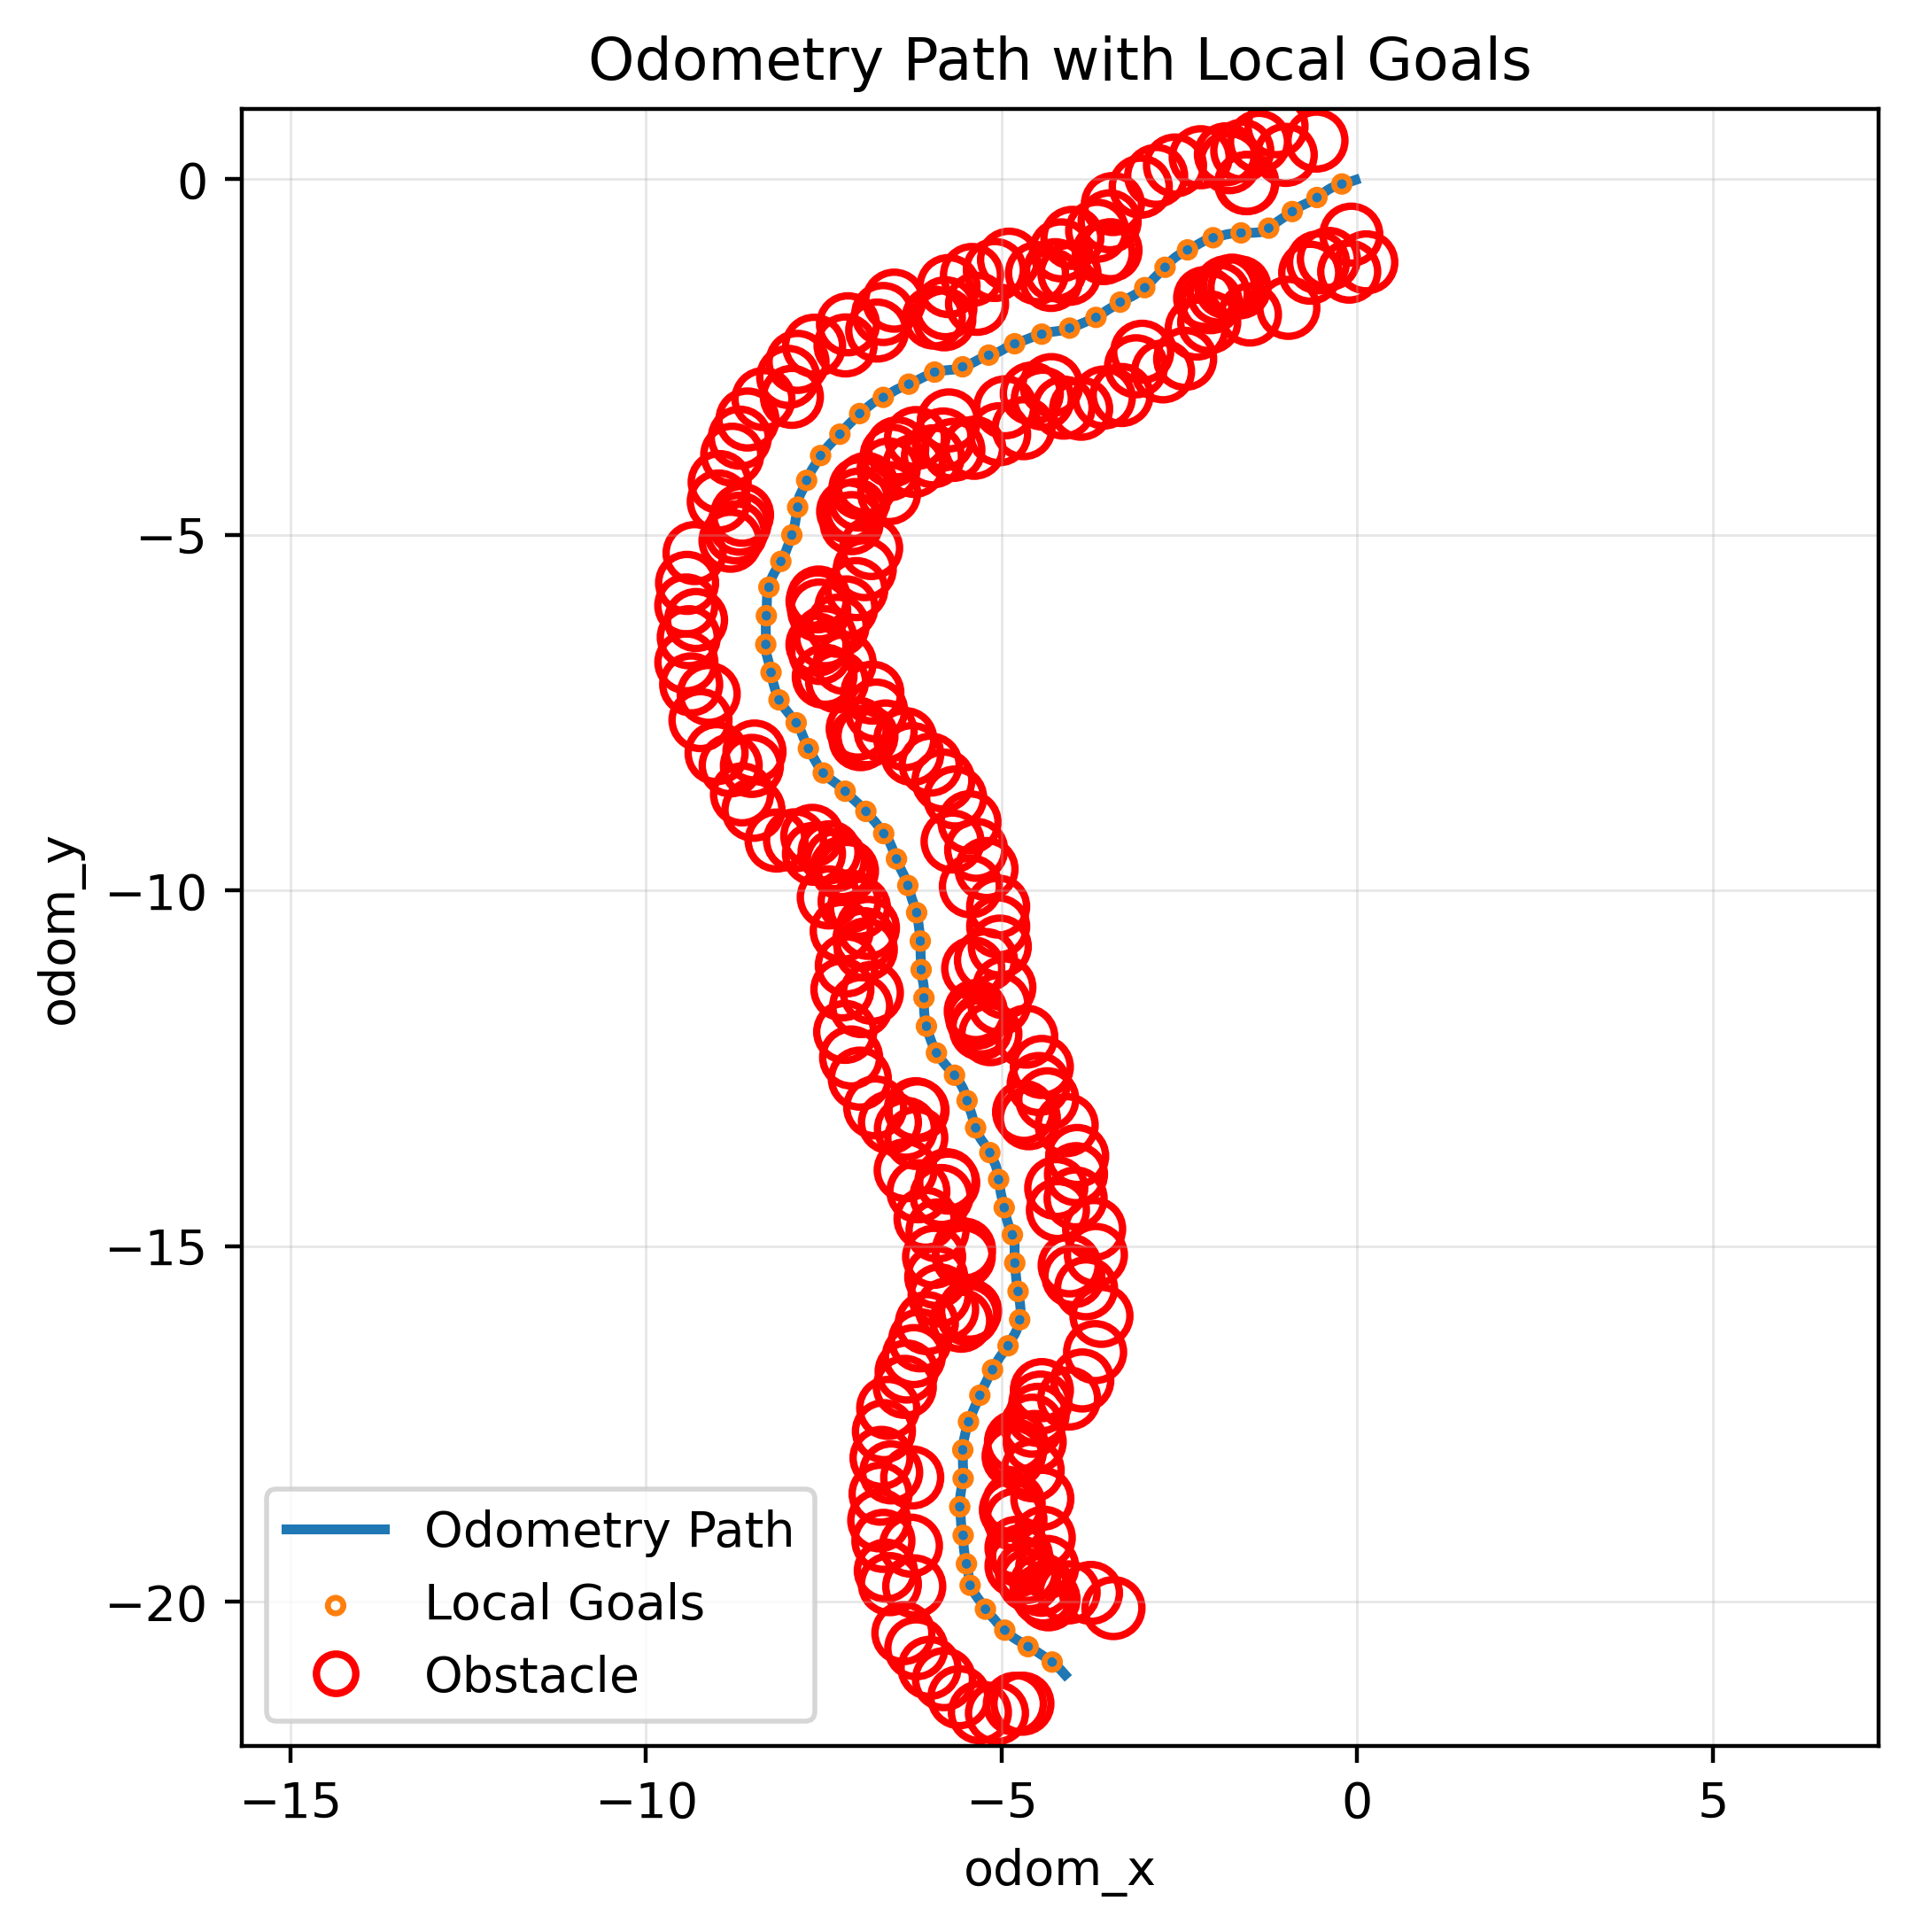 Odometry Path with Local Goals
odom_y
0
−5
−10
−15
−20
Odometry Path
Local Goals
Obstacle
−15
−10
−5
0
5
odom_x